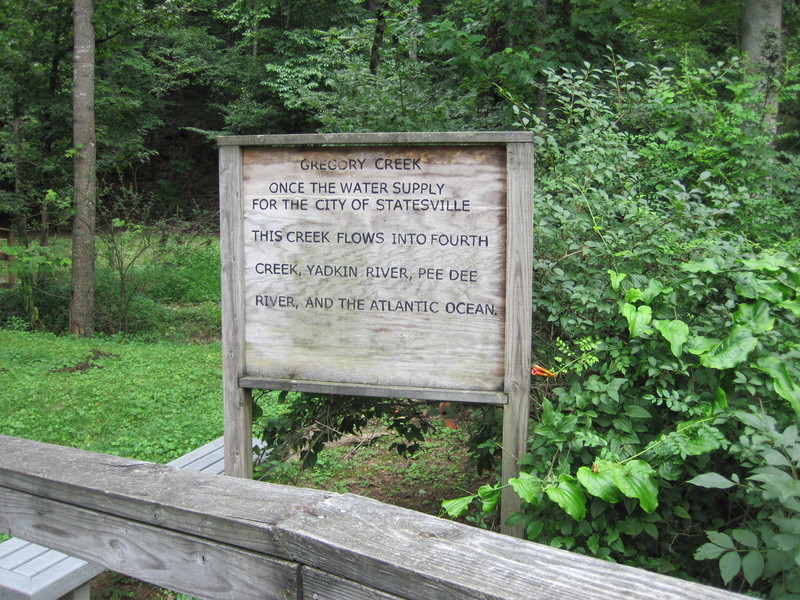 GREGORY CREEK
ONCE THE WATER SUPPLY
FOR THE CITY OF STATESVILLE
THIS CREEK FLOWS INTO FOURTH
CREEK, YADKIN RIVER, PEE DEE
RIVER, AND THE ATLANTIC OCEAN.